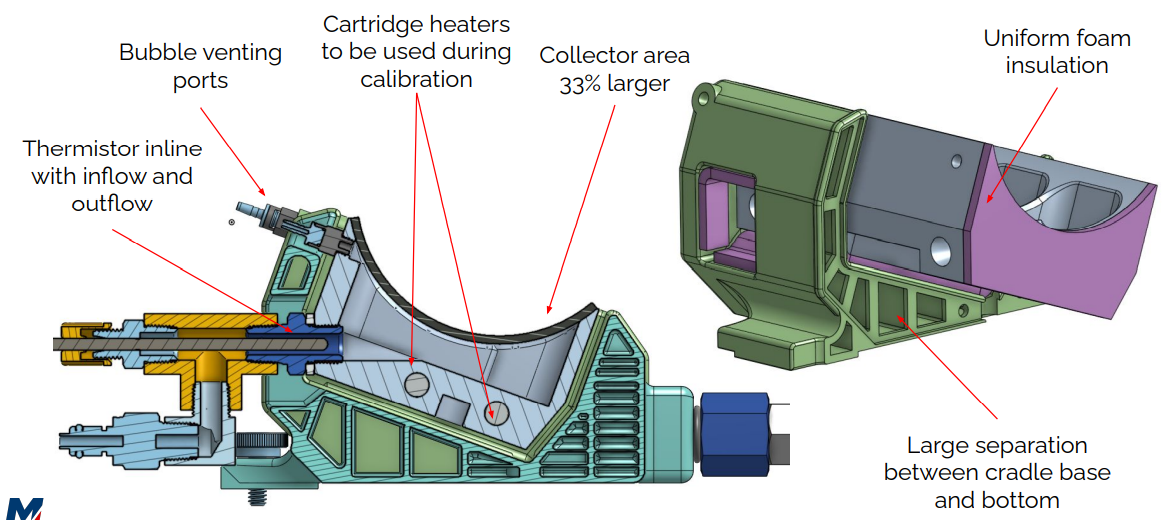 Bubble venting
ports
Cartridge heaters
to be used during
calibration
Collector area
33% larger
Uniform foam
insulation
Thermistor inline
with inflow and
outflow
Large separation
between cradle base
and bottom
M